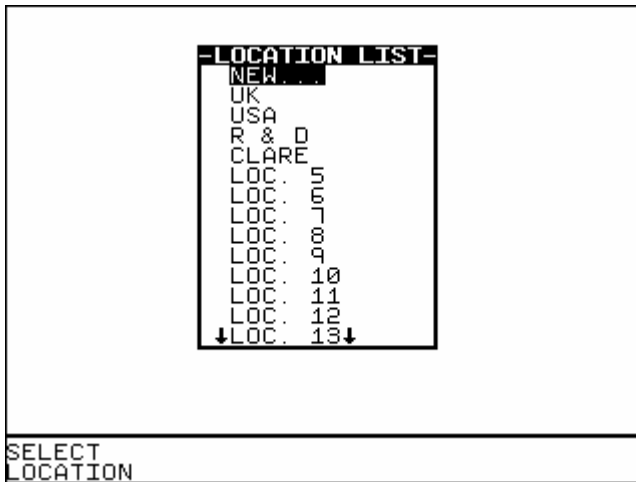 -LOCATION LIST-
NEW...
UK
USA
R & D
CLARE
LOC. 5
LOC. 6
LOC. 7
LOC. 8
LOC. 9
LOC. 10
LOC. 11
LOC. 12
↓LOC. 13↓
SELECT
LOCATION